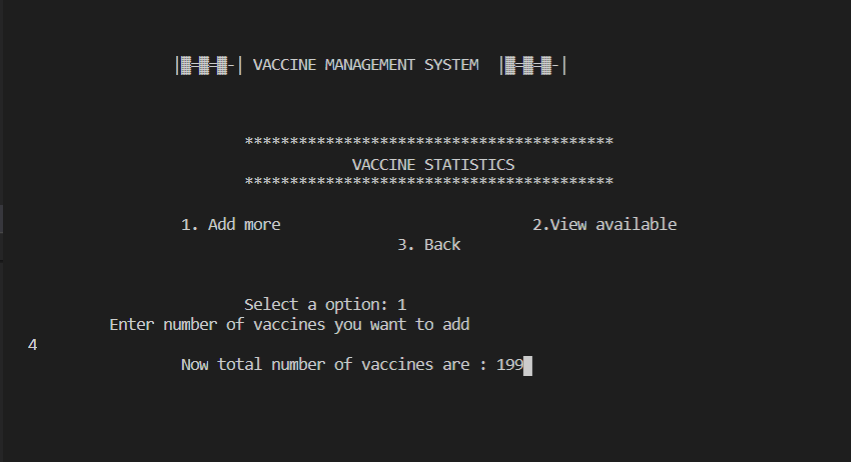 |▓=▓=▓-| VACCINE MANAGEMENT SYSTEM |▓=▓=▓-|
*****************************************
VACCINE STATISTICS
*****************************************
1. Add more 2.View available
3. Back
Select a option: 1
Enter number of vaccines you want to add
4
Now total number of vaccines are : 199